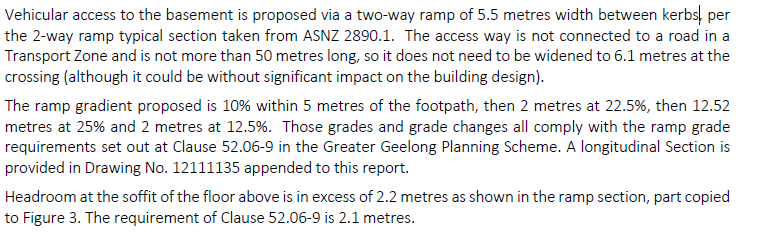 Vehicular access to the basement is proposed via a two-way ramp of 5.5 metres width between kerbs, per
the 2-way ramp typical section taken from ASNZ 2890.1.  The access way is not connected to a road in a
Transport Zone and is not more than 50 metres long, so it does not need to be widened to 6.1 metres at the
crossing (although it could be without significant impact on the building design).
The ramp gradient proposed is 10% within 5 metres of the footpath, then 2 metres at 22.5%, then 12.52
metres at 25% and 2 metres at 12.5%.  Those grades and grade changes all comply with the ramp grade
requirements set out at Clause 52.06-9 in the Greater Geelong Planning Scheme. A longitudinal Section is
provided in Drawing No. 12111135 appended to this report.
Headroom at the soffit of the floor above is in excess of 2.2 metres as shown in the ramp section, part copied
to Figure 3. The requirement of Clause 52.06-9 is 2.1 metres.